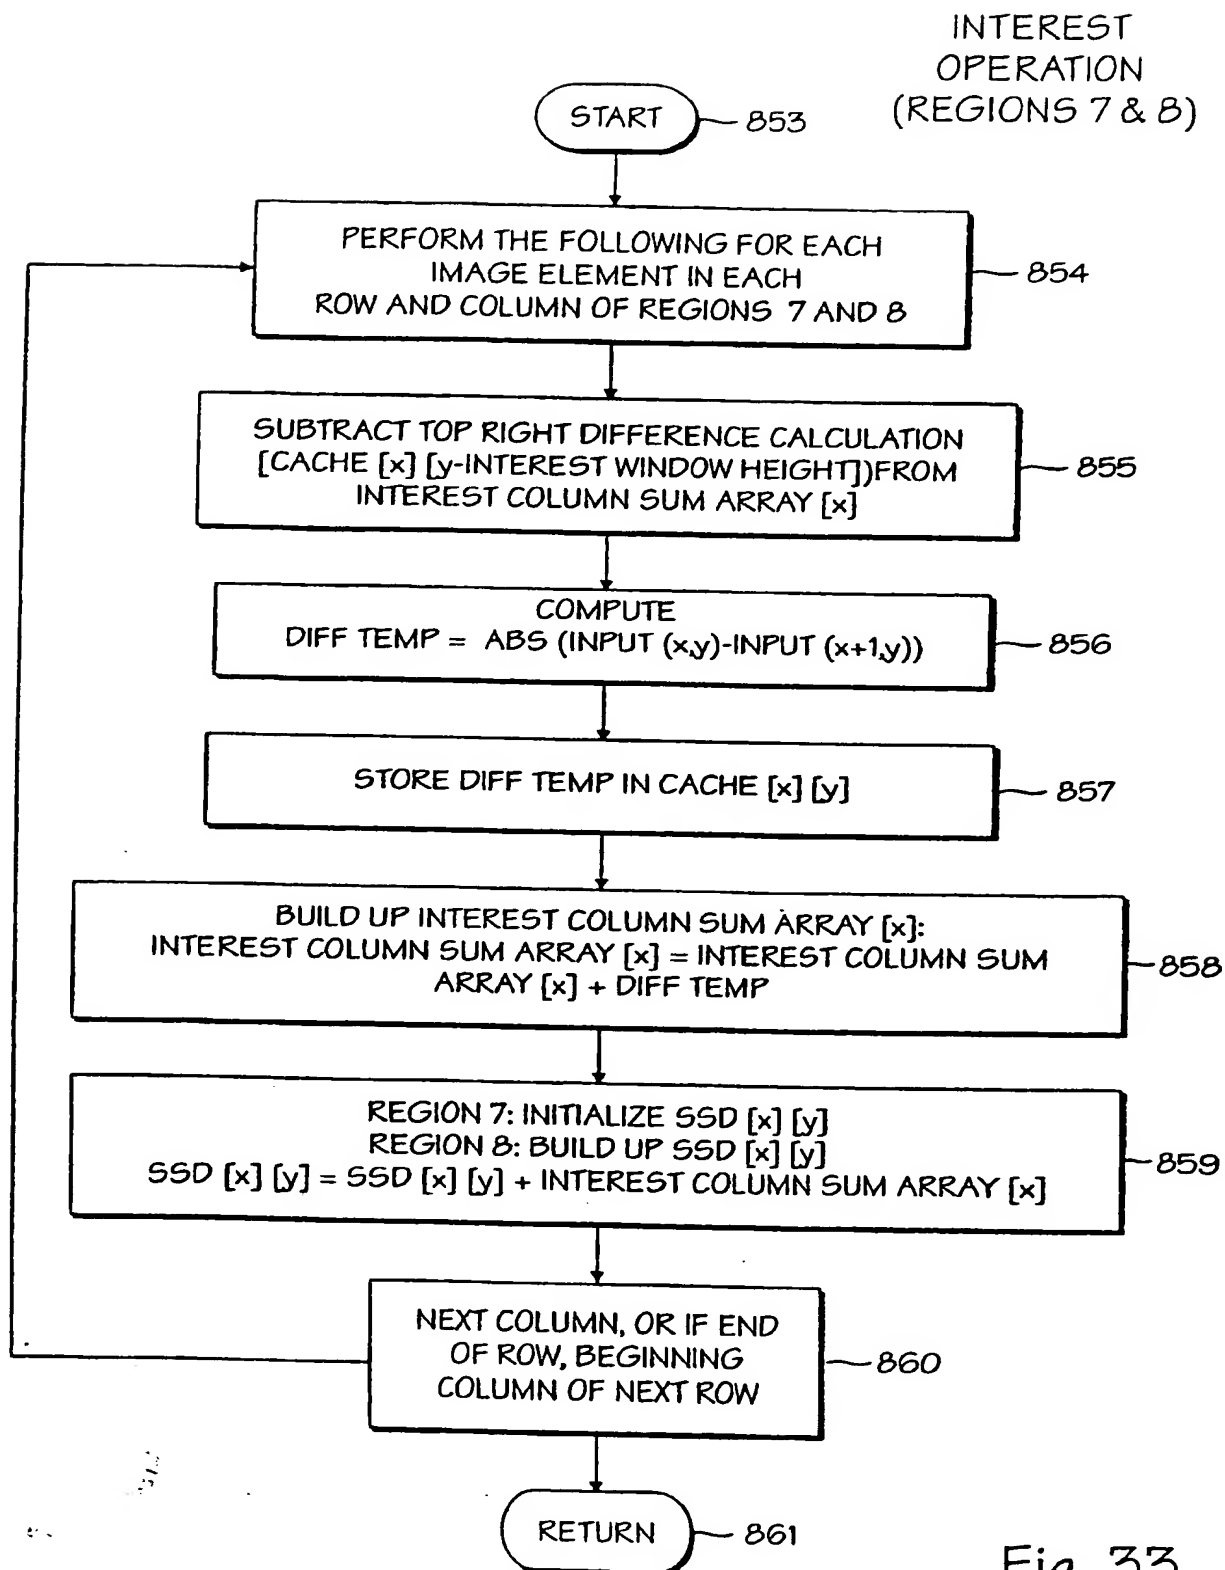 INTEREST
OPERATION
(REGIONS 7 & 8)
START
853
PERFORM THE FOLLOWING FOR EACH
IMAGE ELEMENT IN EACH
ROW AND COLUMN OF REGIONS 7 AND 8
854
SUBTRACT TOP RIGHT DIFFERENCE CALCULATION
[CACHE [x] [y-INTEREST WINDOW HEIGHT])FROM
INTEREST COLUMN SUM ARRAY [x]
855
COMPUTE
DIFF TEMP = ABS (INPUT (x,y)-INPUT (x+1,y))
856
STORE DIFF TEMP IN CACHE [x] [y]
857
BUILD UP INTEREST COLUMN SUM ARRAY [x]:
INTEREST COLUMN SUM ARRAY [x] = INTEREST COLUMN SUM
ARRAY [x] + DIFF TEMP
858
REGION 7: INITIALIZE SSD [x] [y]
REGION 8: BUILD UP SSD [x] [y]
SSD [x] [y] = SSD [x] [y] + INTEREST COLUMN SUM ARRAY [x]
859
NEXT COLUMN, OR IF END
OF ROW, BEGINNING
COLUMN OF NEXT ROW
860
RETURN
861
Fig. 33